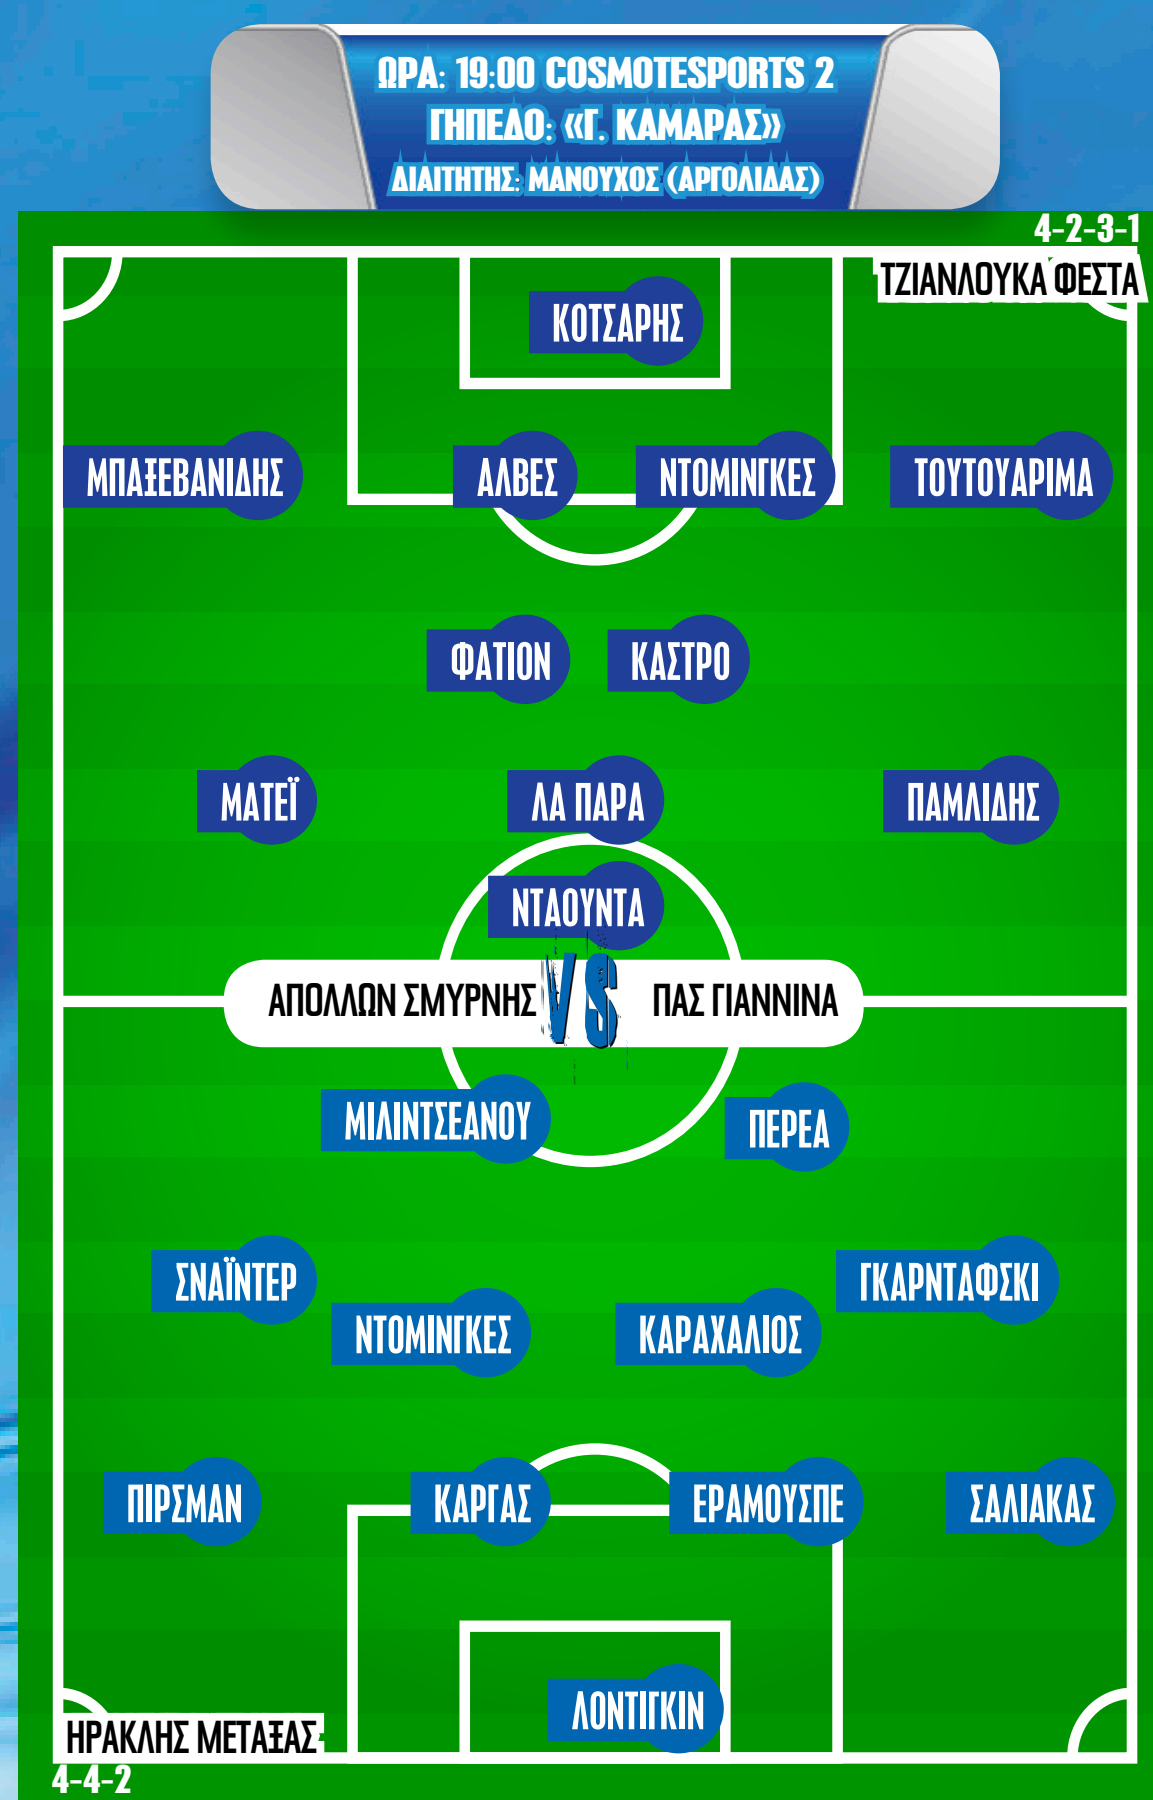 ΩΡΑ: 19:00 COSMOTESPORTS 2
ΓΗΠΕΔΟ: «Γ. ΚΑΜΑΡΑΣ»
ΔΙΑΙΤΗΤΗΣ: ΜΑΝΟΥΧΟΣ (ΑΡΓΟΛΙΔΑΣ)
4-2-3-1
ΤΖΙΑΝΛΟΥΚΑ ΦΕΣΤΑ
ΚΟΤΣΑΡΗΣ
ΜΠΑΞΕΒΑΝΙΔΗΣ ΑΛΒΕΣ ΝΤΟΜΙΝΓΚΕΣ ΤΟΥΤΟΥΑΡΙΜΑ
ΦΑΤΙΟΝ ΚΑΣΤΡΟ
ΜΑΤΕΪ ΛΑ ΠΑΡΑ ΠΑΜΛΙΔΗΣ
ΝΤΑΟΥΝΤΑ
ΑΠΟΛΛΩΝ ΣΜΥΡΝΗΣ VS ΠΑΣ ΓΙΑΝΝΙΝΑ
ΜΙΛΙΝΤΣΕΑΝΟΥ ΠΕΡΕΑ
ΣΝΑΪΝΤΕΡ ΓΚΑΡΝΤΑΦΣΚΙ
ΝΤΟΜΙΝΓΚΕΣ ΚΑΡΑΧΑΛΙΟΣ
ΠΙΡΣΜΑΝ ΚΑΡΓΑΣ ΕΡΑΜΟΥΣΠΕ ΣΑΛΙΑΚΑΣ
ΛΟΝΤΙΓΚΙΝ
ΗΡΑΚΛΗΣ ΜΕΤΑΞΑΣ
4-4-2